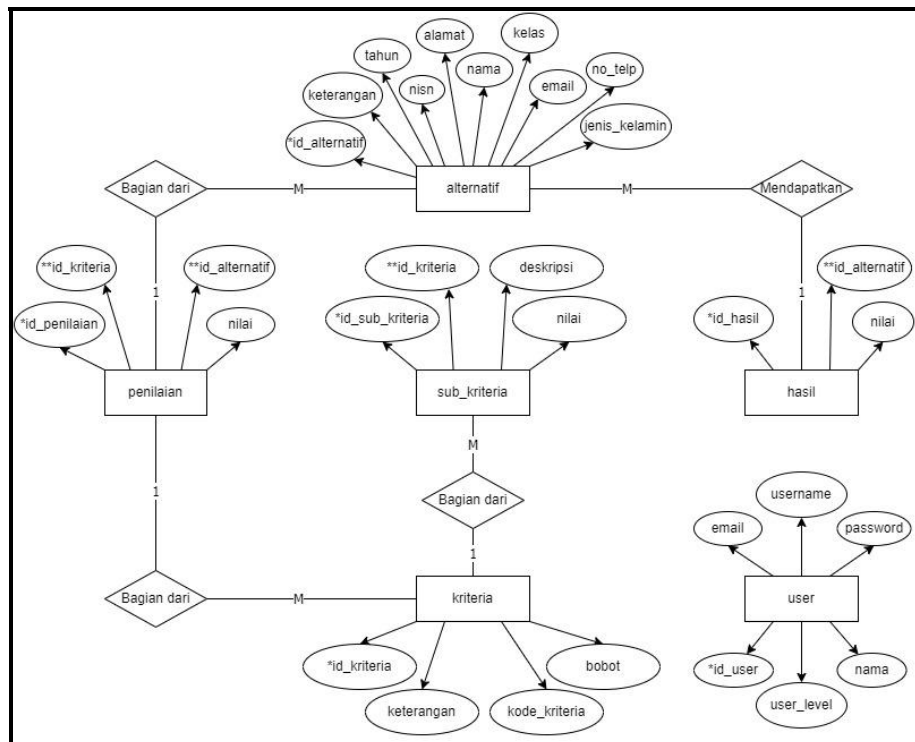 kelas
alamat
tahun
nama
no_telp
keterangan
nisn
email
*id_alternatif
jenis_kelamin
Bagian dari
M
alternatif
M
Mendapatkan
**id_kriteria
**id_alternatif
**id_kriteria
deskripsi
**id_alternatif
1
1
*id_penilaian
nilai
*id_sub_kriteria
nilai
*id_hasil
nilai
penilaian
sub_kriteria
hasil
M
1
Bagian dari
username
email
password
1
Bagian dari
M
kriteria
user
*id_kriteria
bobot
*id_user
nama
keterangan
kode_kriteria
user_level